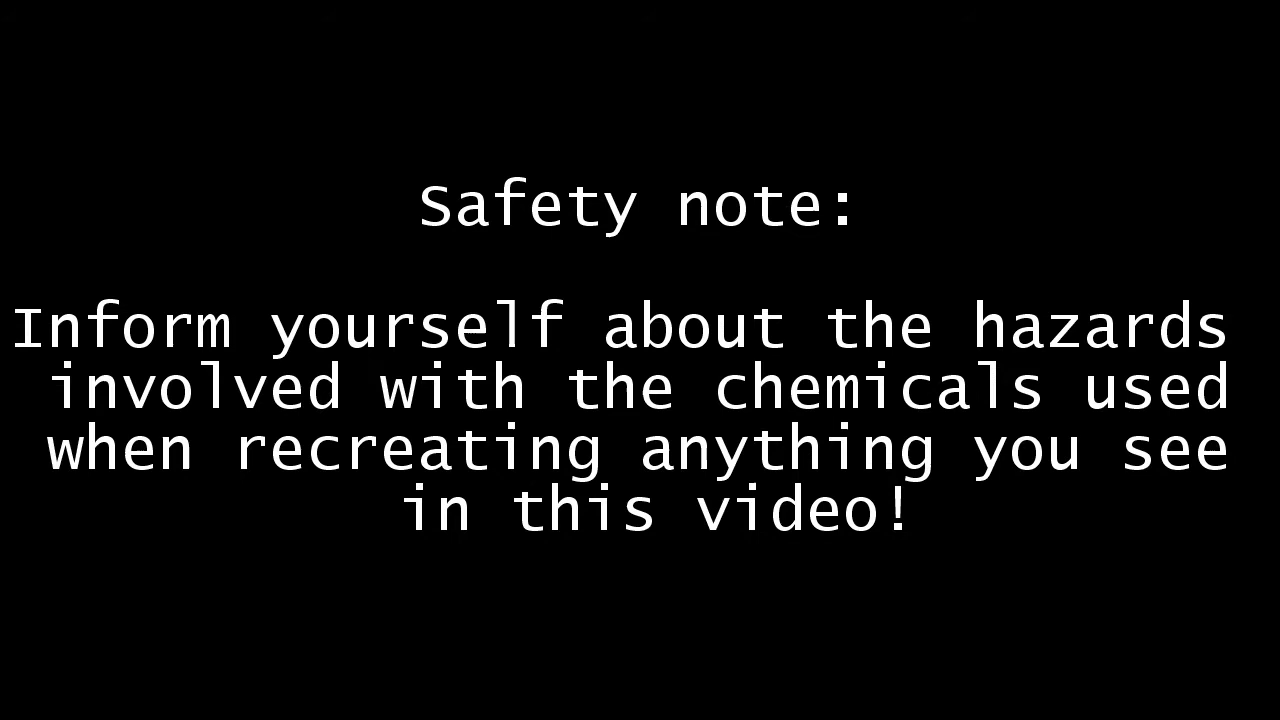 Safety note:
Inform yourself about the hazards
involved with the chemicals used
when recreating anything you see
in this video!